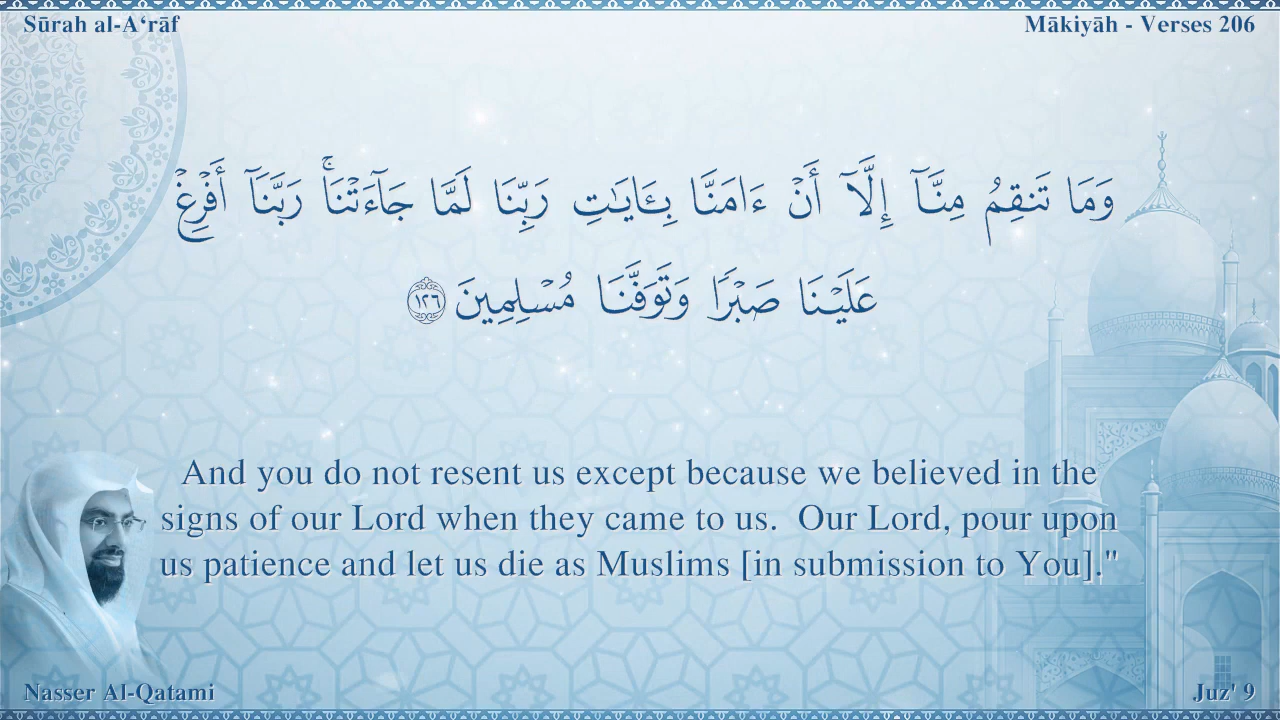 Sūrah al-A‘rāf
Mākiyāh - Verses 206
وَمَا تَنقِمُ مِنَّآ إِلَّآ أَنْ ءَامَنَّا بِـَٔايَـٰتِ رَبِّنَا لَمَّا جَآءَتْنَا ۚ رَبَّنَآ أَفْرِغْ
عَلَيْنَا صَبْرًا وَتَوَفَّنَا مُسْلِمِينَ ١٢٦
And you do not resent us except because we believed in the
signs of our Lord when they came to us. Our Lord, pour upon
us patience and let us die as Muslims [in submission to You]."
Nasser Al-Qatami
Juz' 9